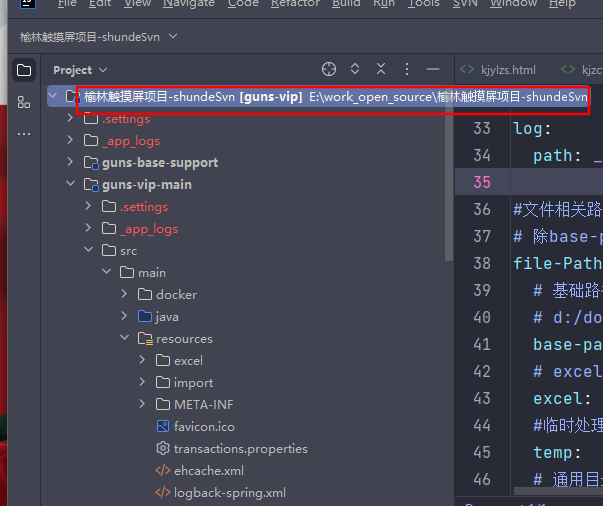 File Edit View Navigate Code Refactor Build Run Tools SVN Window Help
榆林触摸屏项目-shundeSvn
Project
kjylzs.html
榆林触摸屏项目-shundeSvn [guns-vip] E:\work_open_source\榆林触摸屏项目-shundeSvn
.settings
_app_logs
guns-base-support
guns-vip-main
.settings
_app_logs
src
main
docker
java
resources
excel
import
META-INF
favicon.ico
transactions.properties
ehcache.xml
logback-spring.xml
33 log:
34 path: _
35
36 #文件相关路
37 # 除base-p
38 file-Path
39 # 基础路
40 # d:/do
41 base-pa
42 # excel
43 excel:
44 #临时处理
45 temp:
46 # 通用目